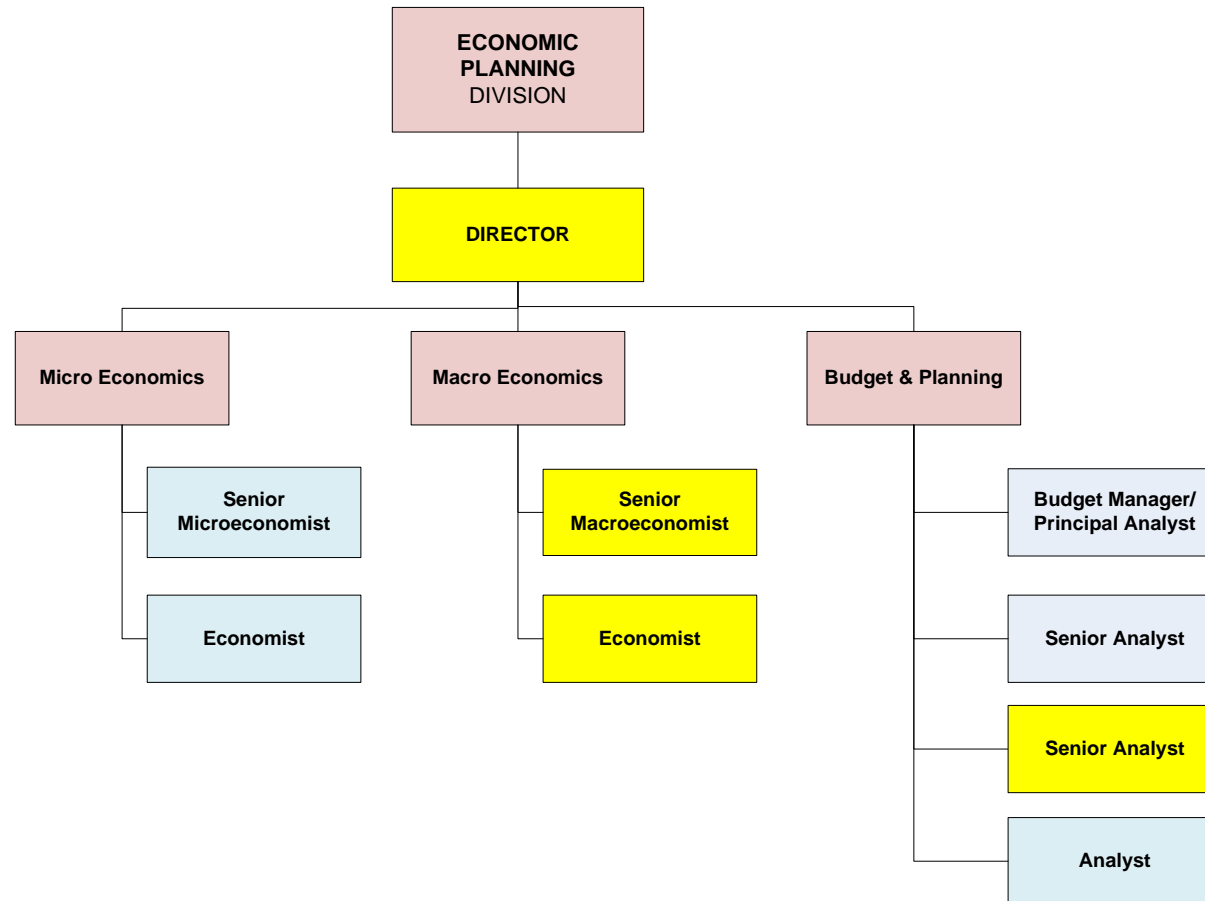 ECONOMIC
PLANNING
DIVISION
DIRECTOR
Micro Economics
Macro Economics
Budget & Planning
Senior
Microeconomist
Economist
Senior
Macroeconomist
Economist
Budget Manager/
Principal Analyst
Senior Analyst
Senior Analyst
Analyst